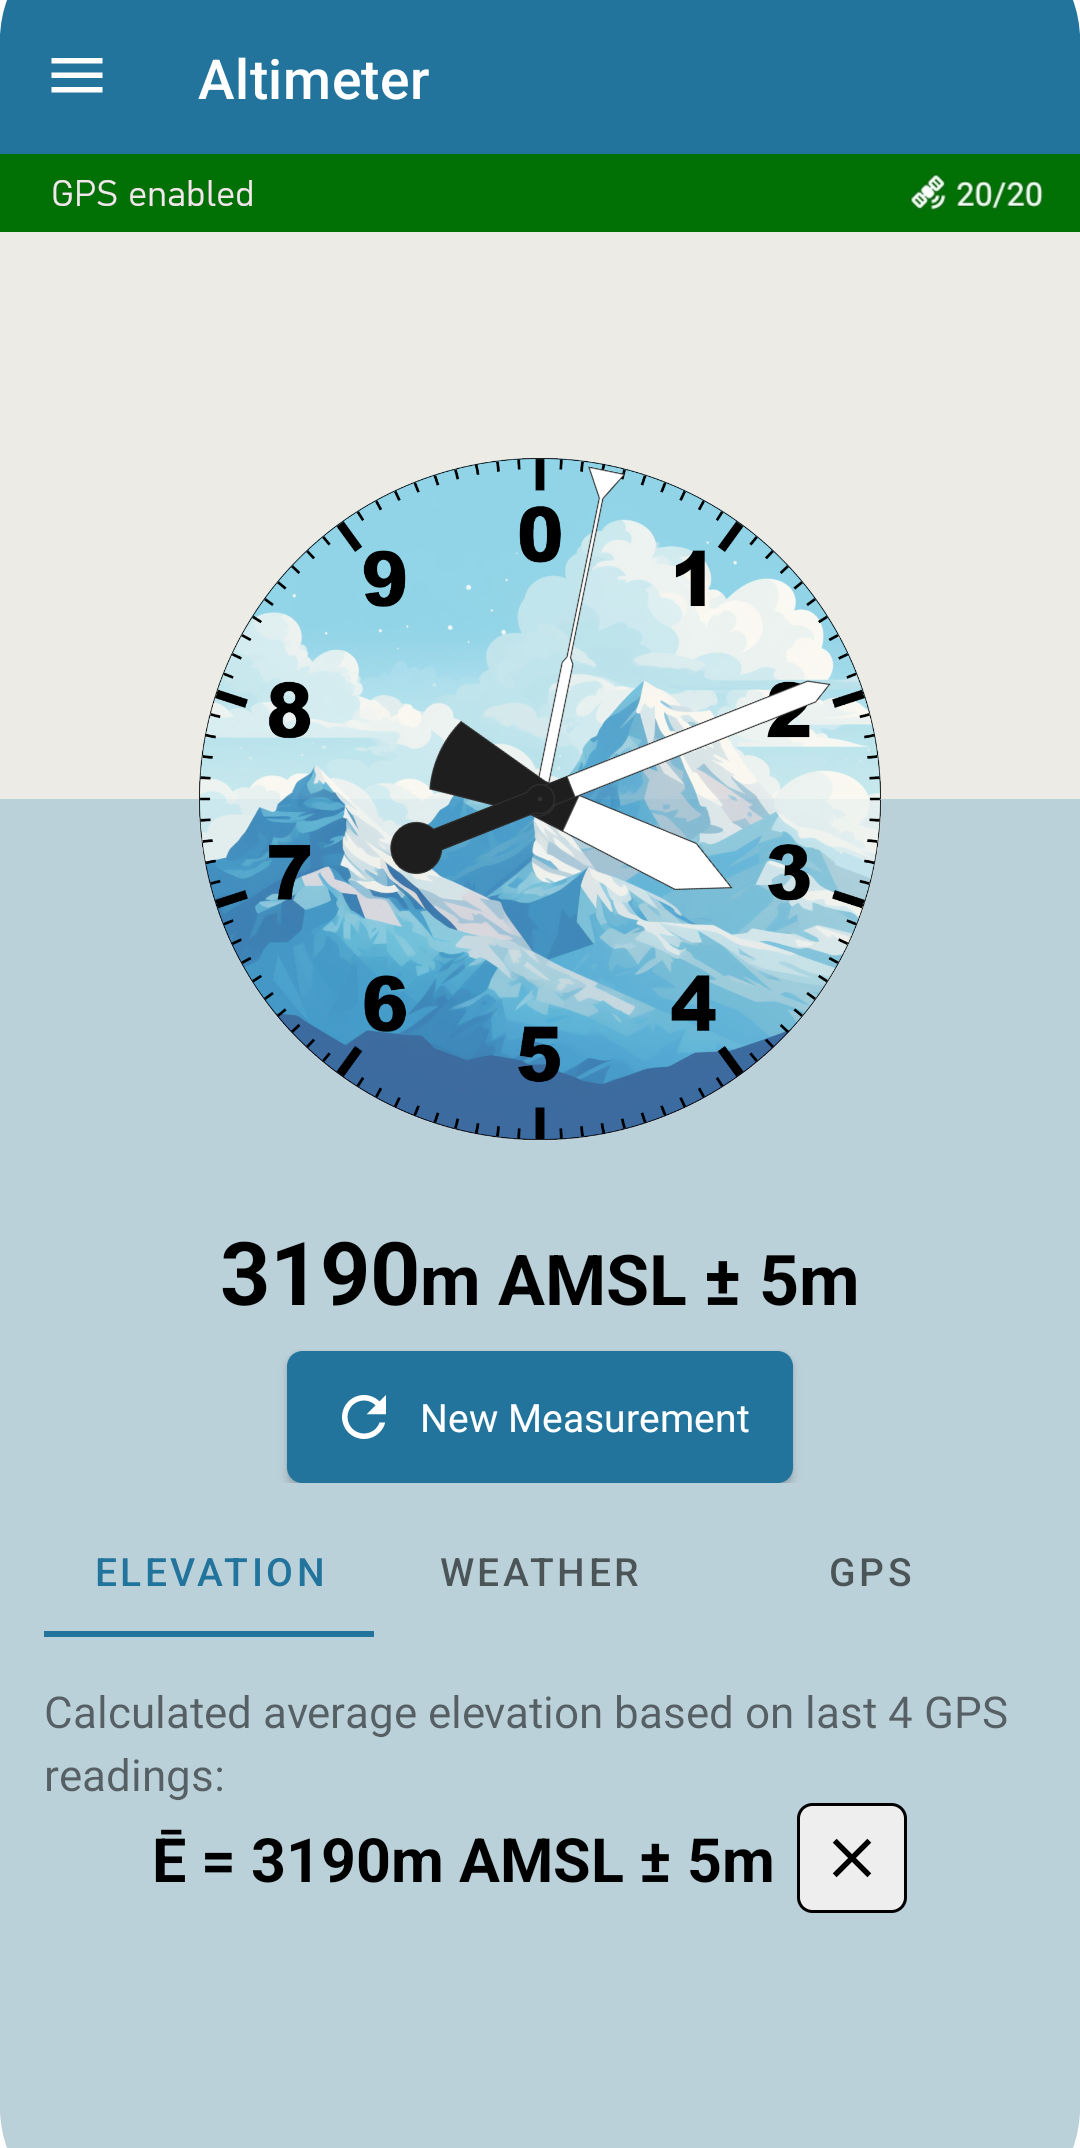 Altimeter
GPS enabled 20/20
0
9 1
8 2
7 3
6 4
5
3190m AMSL ± 5m
New Measurement
ELEVATION WEATHER GPS
Calculated average elevation based on last 4 GPS
readings:
Ē = 3190m AMSL ± 5m